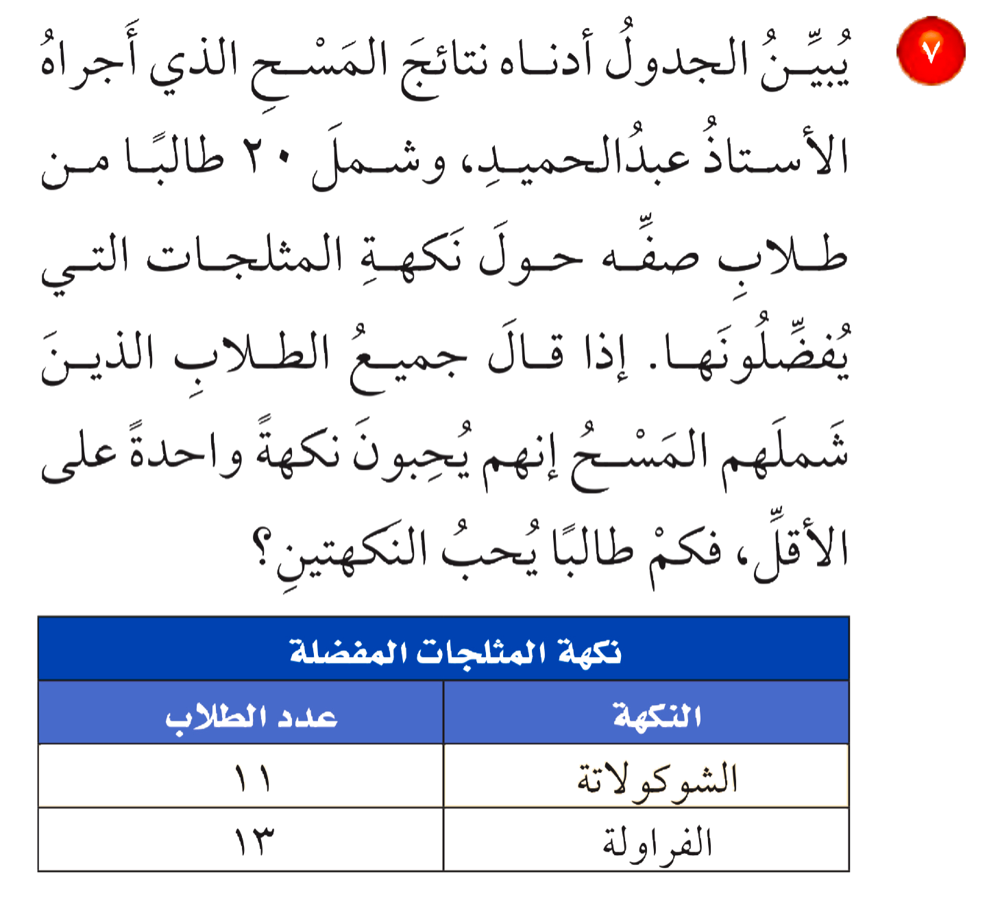 ٧
يُبيِّنُ الجدولُ أدناه نتائجَ المَسْحِ الذي أَجراهُ
الأستاذُ عبدُالحميدِ، وشملَ ٢٠ طالبًا من
طلابِ صفِّه حولَ نَكهةِ المثلجات التي
يُفضِّلُونَها. إذا قالَ جميعُ الطلابِ الذينَ
شَملَهم المَسْحُ إنهم يُحِبونَ نكهةً واحدةً على
الأقلِّ، فكمْ طالبًا يُحبُ النَكهتينِ؟
نكهة المثلجات المفضلة
النكهة عدد الطلاب
الشوكولاتة ١١
الفراولة ١٣